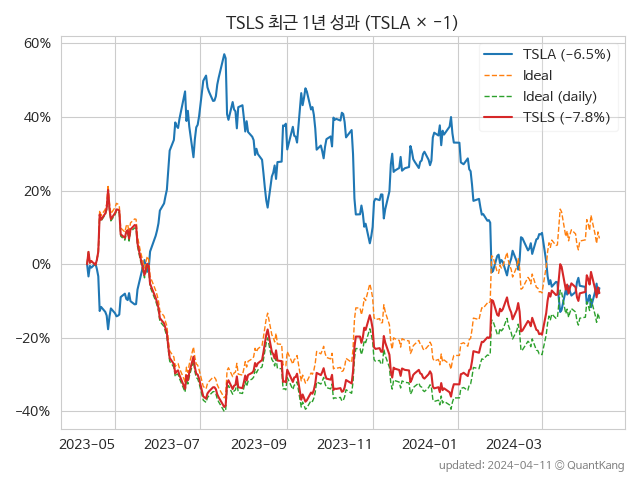 TSLS 최근 1년 성과 (TSLA × −1)
60%
40%
20%
0%
−20%
−40%
TSLA (−6.5%)
Ideal
Ideal (daily)
TSLS (−7.8%)
2023−05
2023−07
2023−09
2023−11
2024−01
2024−03
updated: 2024−04−11 © QuantKang